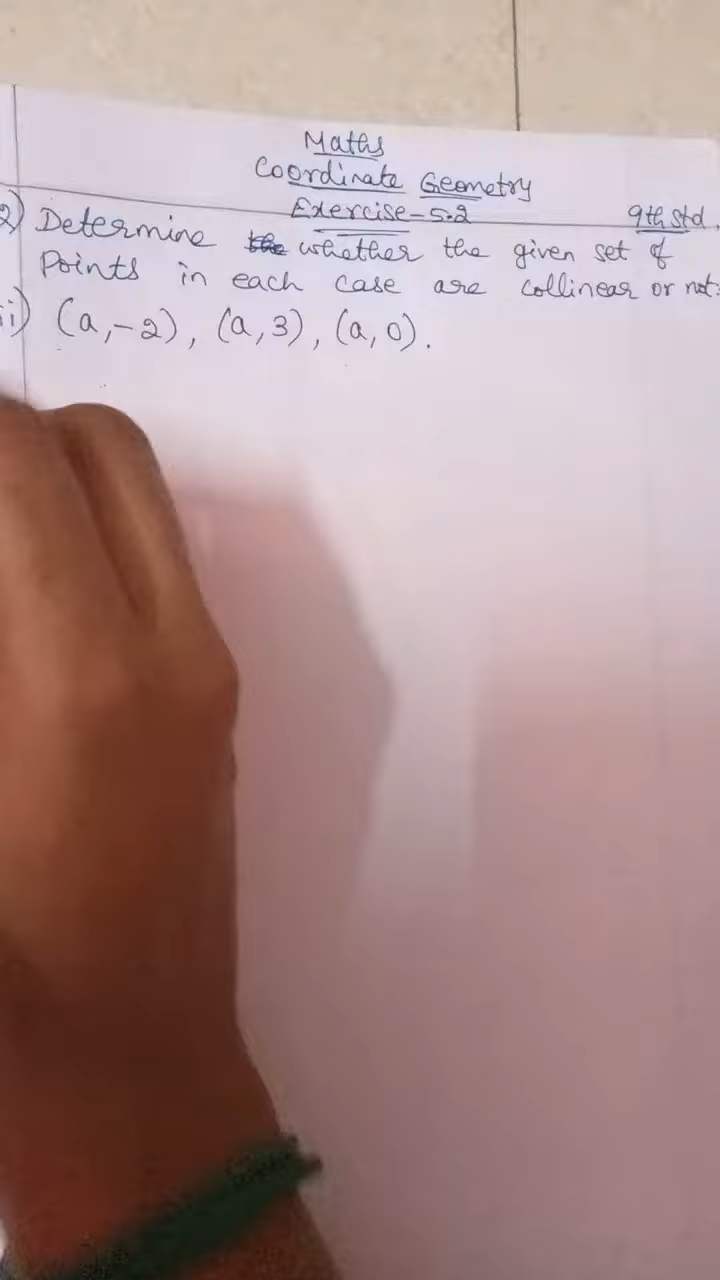 Maths
Coordinate Geometry
Exercise-5.2 9th Std.
2) Determine the whether the given set of
Points in each case are collinear or not:
ii) (a,-2), (a,3), (a,0).